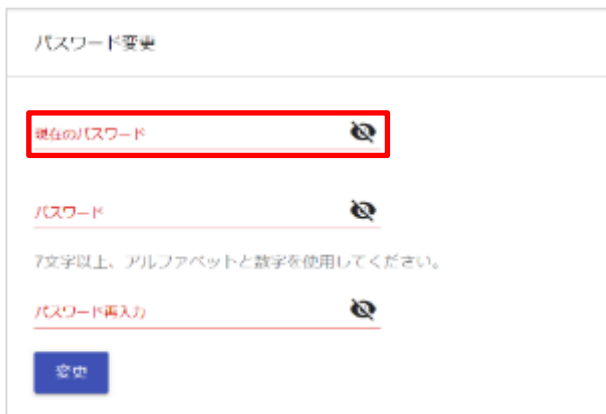 パスワード変更
現在のパスワード
パスワード
7文字以上、アルファベットと数字を使用してください。
パスワード再入力
変更